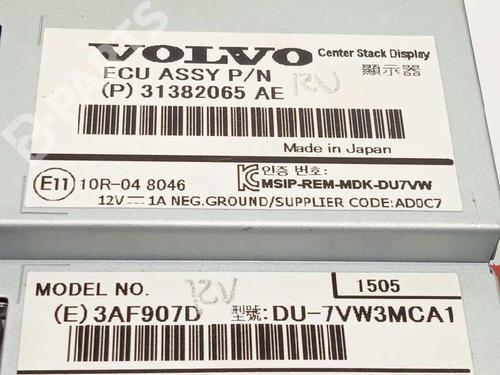 VOLVO Center Stack Display
ECU ASSY P/N 顯示器
(P) 31382065 AE
Made in Japan
E11 10R-04 8046 인증 번호:
MSIP-REM-MDK-DU7VW
12V⎓1A NEG.GROUND/SUPPLIER CODE:AD0C7
MODEL NO. 1505
(E)3AF907D 型號:DU-7VW3MCA1
B-PARTS